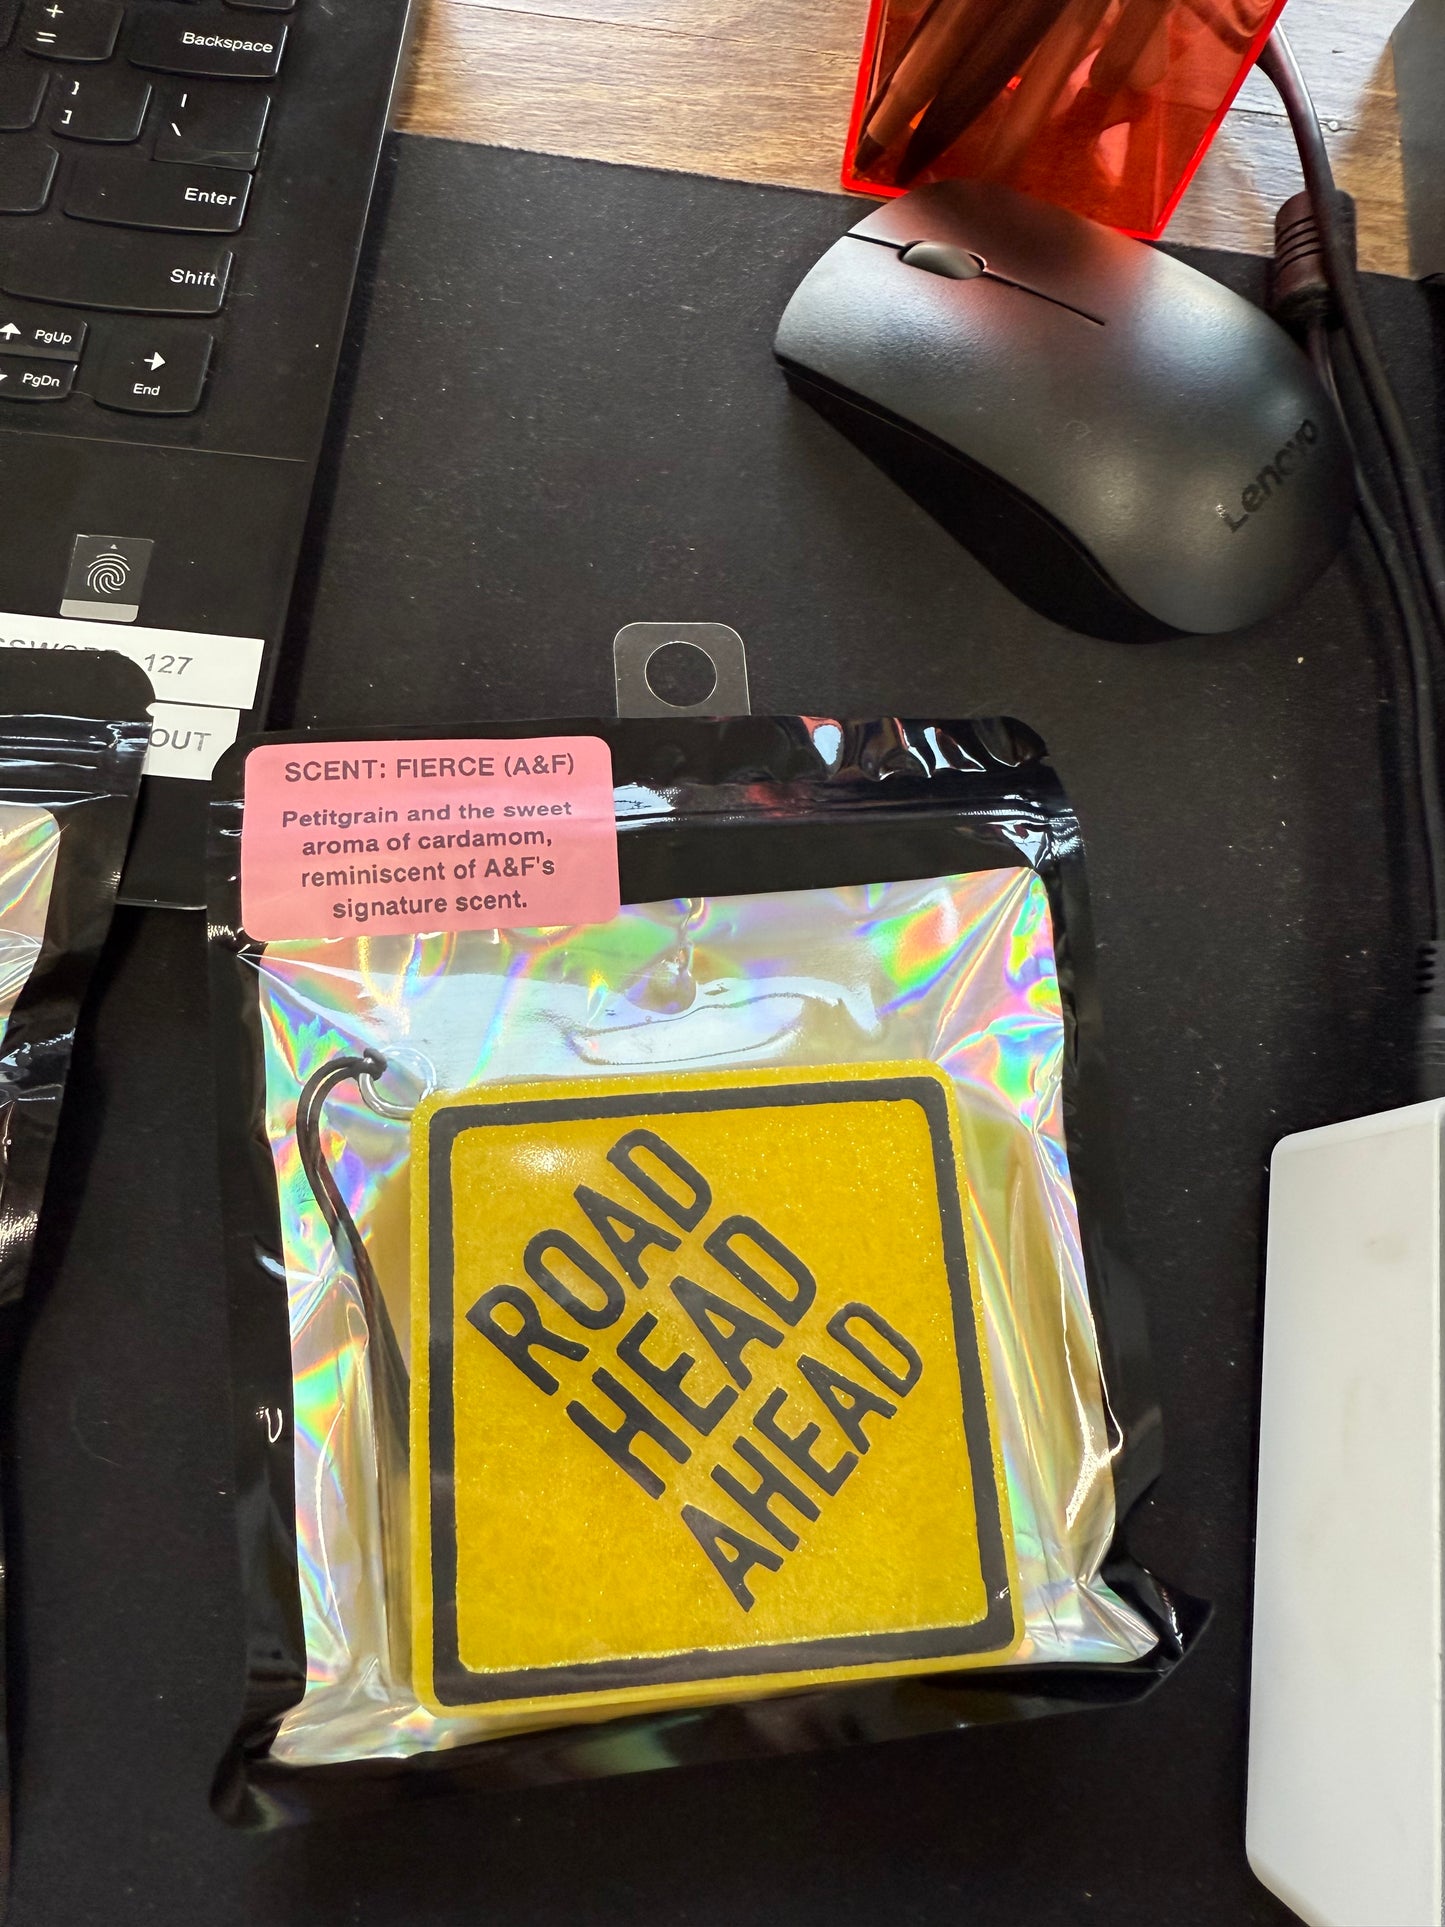 +
=
Backspace
}
]
|
\
Enter
Shift
PgUp
PgDn
End
Lenovo
127
OUT
SCENT: FIERCE (A&F)
Petitgrain and the sweet
aroma of cardamom,
reminiscent of A&F's
signature scent.
ROAD
HEAD
AHEAD